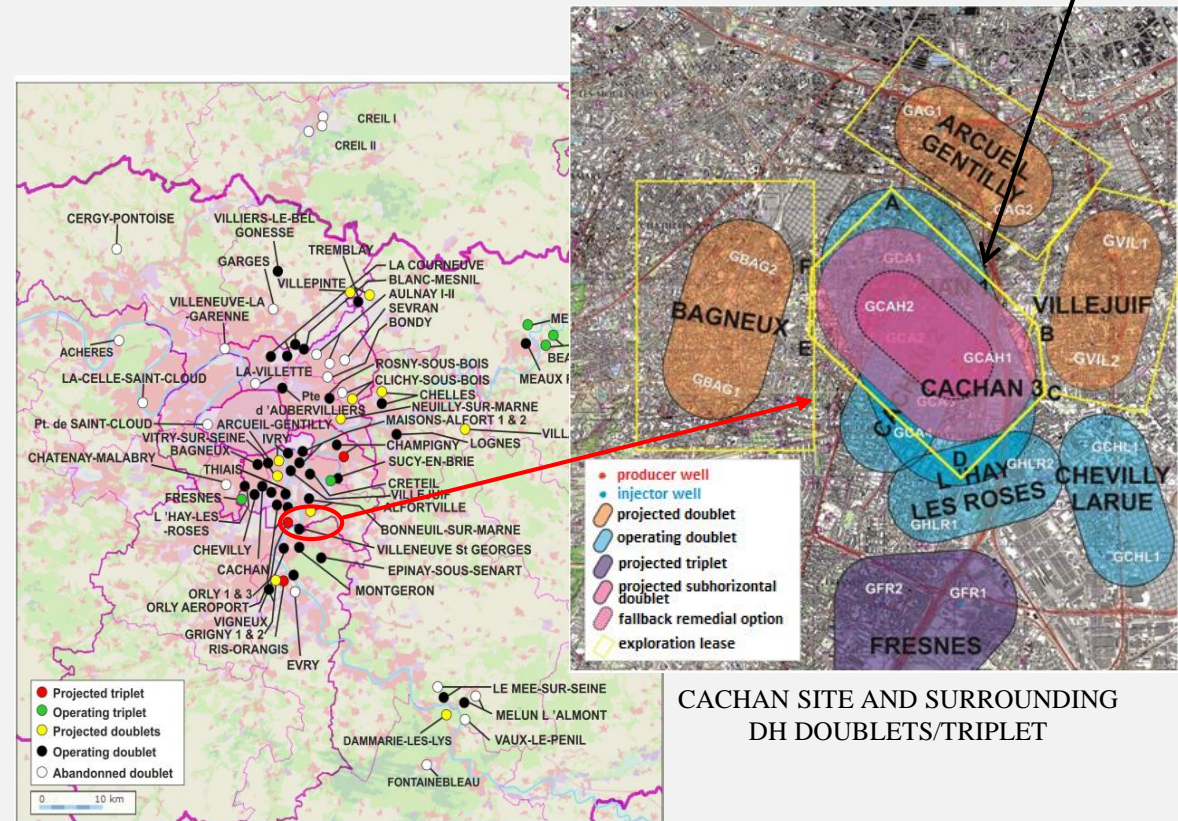 CREIL I
CREIL II
CERGY-PONTOISE
VILLIERS-LE-BEL
GONESSE
TREMBLAY
GARGES
VILLEPINTE
LA COURNEUVE
BLANC-MESNIL
AULNAY I-II
SEVRAN
BONDY
VILLENEUVE-LA
-GARENNE
ACHERES
LA-VILLETTE
ROSNY-SOUS-BOIS
CLICHY-SOUS-BOIS
LA-CELLE-SAINT-CLOUD
Pte
d 'AUBERVILLIERS
CHELLES
NEUILLY-SUR-MARNE
MAISONS-ALFORT 1 & 2
Pt. de SAINT-CLOUD
ARCUEIL-GENTILLY
VITRY-SUR-SEINE
IVRY
BAGNEUX
CHATENAY-MALABRY
THIAIS
CHAMPIGNY
LOGNES
SUCY-EN-BRIE
FRESNES
CRETEIL
VILLEJUIF
ALFORTVILLE
L 'HAY-LES
-ROSES
BONNEUIL-SUR-MARNE
CHEVILLY
VILLENEUVE St GEORGES
CACHAN
EPINAY-SOUS-SENART
ORLY 1 & 3
MONTGERON
ORLY AEROPORT
VIGNEUX
GRIGNY 1 & 2
RIS-ORANGIS
EVRY
ME
BEA
MEAUX
VILL
LE MEE-SUR-SEINE
MELUN L 'ALMONT
DAMMARIE-LES-LYS
VAUX-LE-PENIL
FONTAINEBLEAU
Projected triplet
Operating triplet
Projected doublets
Operating doublet
Abandonned doublet
0 10 km
GAG1
ARCUEIL
GENTILLY
GAG2
A
GBAG2
F
GCA1
GVIL1
BAGNEUX
GCAH2
VILLEJUIF
B
E
GCA2
GCAH1
GVIL2
GBAG1
CACHAN 3
C
D
GHLR2
GCHL1
L 'HAY
LES ROSES
CHEVILLY
LARUE
GHLR1
GCHL1
GFR2
GFR1
FRESNES
producer well
injector well
projected doublet
operating doublet
projected triplet
projected subhorizontal
doublet
fallback remedial option
exploration lease
CACHAN SITE AND SURROUNDING
DH DOUBLETS/TRIPLET